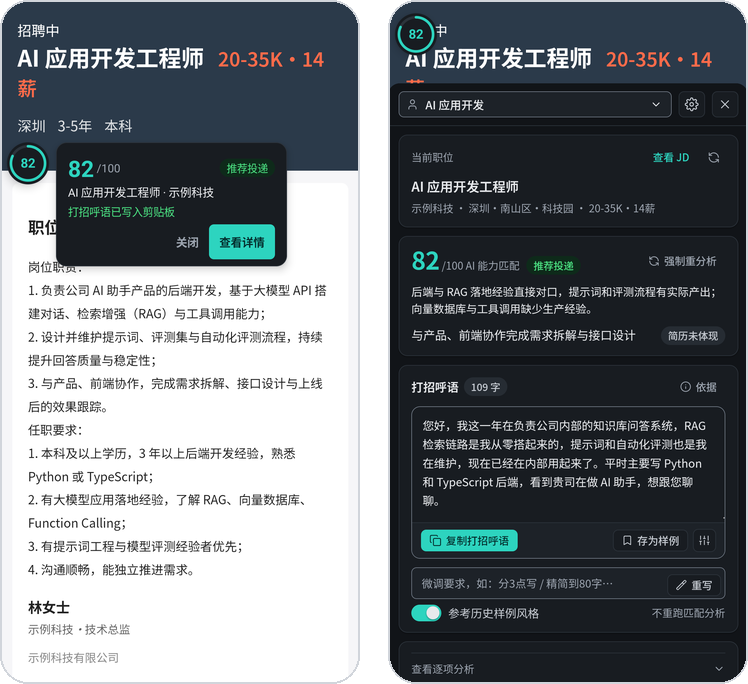 招聘中
AI 应用开发工程师 20-35K·14
薪
深圳 3-5年 本科
82
82/100 推荐投递
AI 应用开发工程师 · 示例科技
打招呼语已写入剪贴板
关闭 查看详情
职位
岗位职责:
1. 负责公司 AI 助手产品的后端开发，基于大模型 API 搭
建对话、检索增强（RAG）与工具调用能力；
2. 设计并维护提示词、评测集与自动化评测流程，持续
提升回答质量与稳定性；
3. 与产品、前端协作，完成需求拆解、接口设计与上线
后的效果跟踪。
任职要求：
1. 本科及以上学历，3 年以上后端开发经验，熟悉
Python 或 TypeScript；
2. 有大模型应用落地经验，了解 RAG、向量数据库、
Function Calling；
3. 有提示词工程与模型评测经验者优先；
4. 沟通顺畅，能独立推进需求。
林女士
示例科技 · 技术总监
示例科技有限公司
82
中
AI 应用开发工程师 20-35K·14
薪
AI 应用开发
当前职位 查看 JD
AI 应用开发工程师
示例科技 · 深圳·南山区·科技园 · 20-35K·14薪
82/100 AI 能力匹配 推荐投递 强制重分析
后端与 RAG 落地经验直接对口，提示词和评测流程有实际产出；
向量数据库与工具调用缺少生产经验。
与产品、前端协作完成需求拆解与接口设计 简历未体现
打招呼语 109 字 依据
您好，我这一年在负责公司内部的知识库问答系统，RAG
检索链路是我从零搭起来的，提示词和自动化评测也是我
在维护，现在已经在内部用起来了。平时主要写 Python
和 TypeScript 后端，看到贵司在做 AI 助手，想跟您聊
聊。
复制打招呼语 存为样例
微调要求，如：分3点写 / 精简到80字… 重写
参考历史样例风格 不重跑匹配分析
查看逐项分析